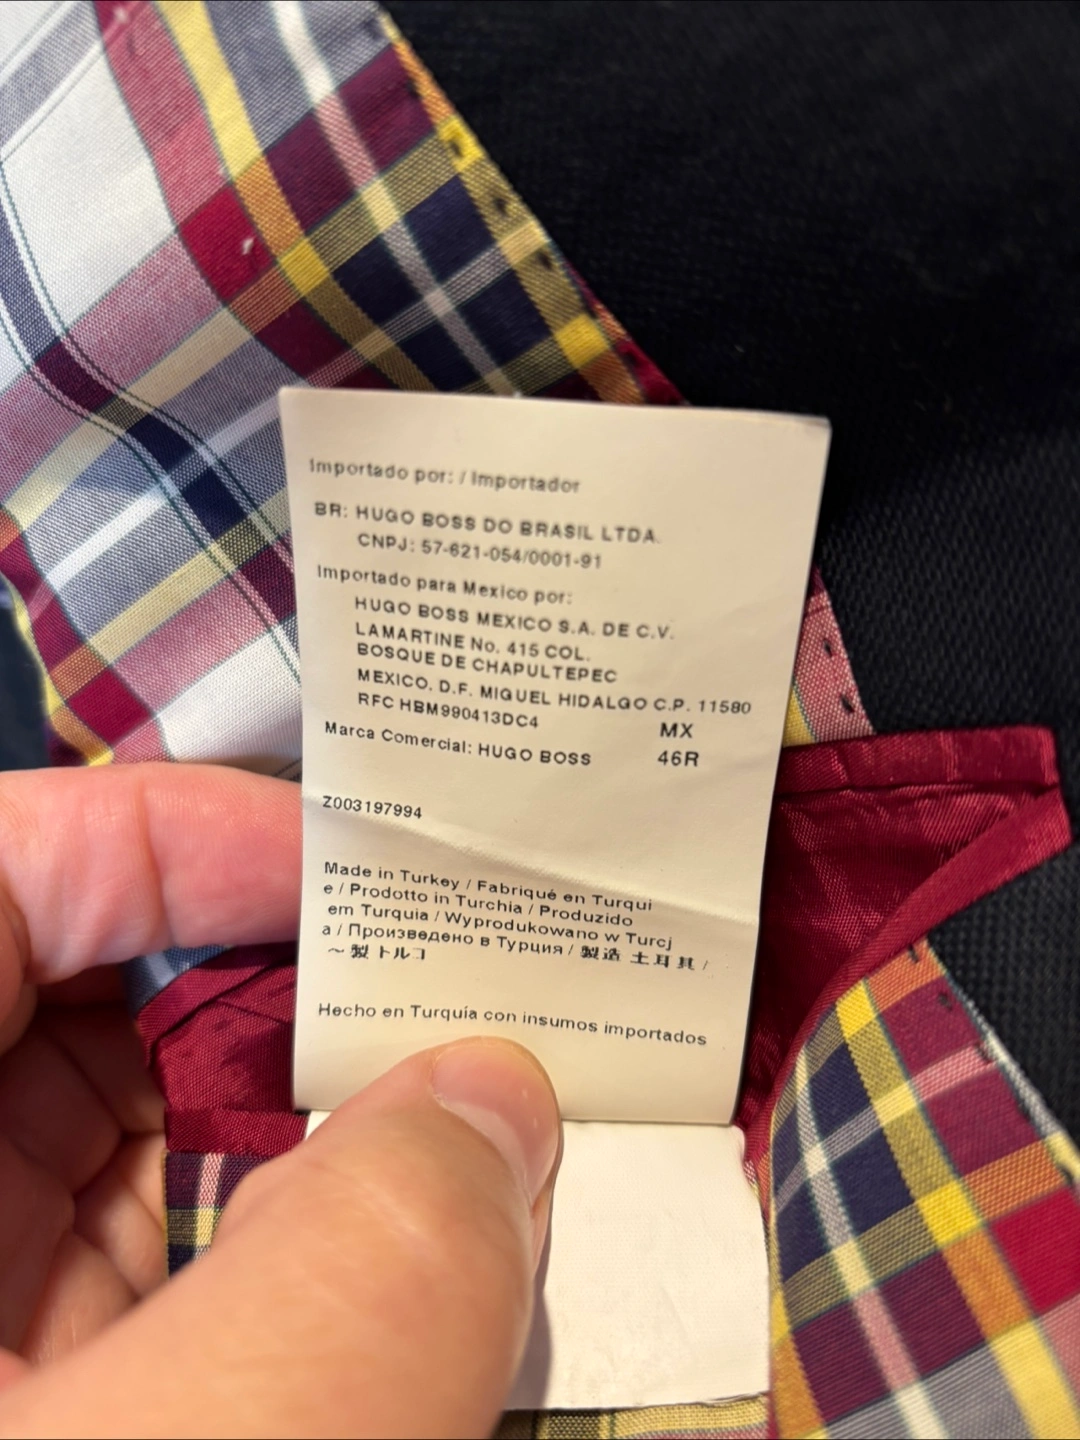 Importado por: / Importador
BR: HUGO BOSS DO BRASIL LTDA.
CNPJ: 57-621-054/0001-91
Importado para Mexico por:
HUGO BOSS MEXICO S.A. DE C.V.
LAMARTINE No. 415 COL.
BOSQUE DE CHAPULTEPEC
MEXICO, D.F. MIGUEL HIDALGO C.P. 11580
RFC HBM990413DC4 MX
Marca Comercial: HUGO BOSS 46R
Z003197994
Made in Turkey / Fabriqué en Turqui
e / Prodotto in Turchia / Produzido
em Turquia / Wyprodukowano w Turcj
a / Произведено в Турция / 製造 土耳其 /
~ 製 トルコ
Hecho en Turquía con insumos importados